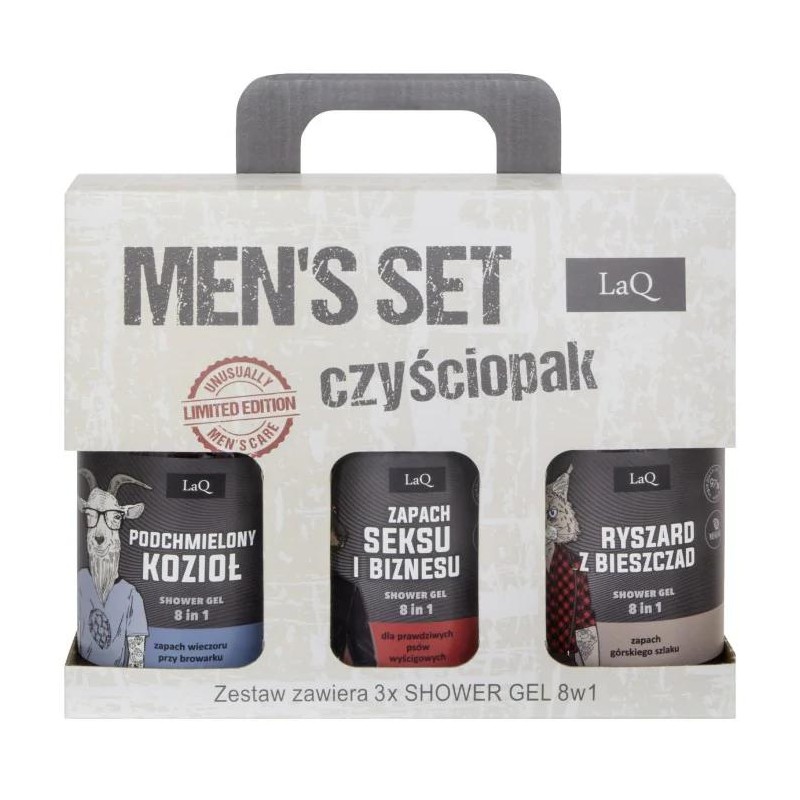 MEN'S SET
LaQ
czyściopak
UNUSUALLY
LIMITED EDITION
MEN'S CARE
LaQ
PODCHMIELONY
KOZIOŁ
SHOWER GEL
8 in 1
zapach wieczoru
przy browarku
LaQ
ZAPACH
SEKSU
I BIZNESU
SHOWER GEL
8 in 1
dla prawdziwych
psów
wyścigowych
LaQ
RYSZARD
Z BIESZCZAD
SHOWER GEL
8 in 1
zapach
górskiego szlaku
Zestaw zawiera 3x SHOWER GEL 8w1